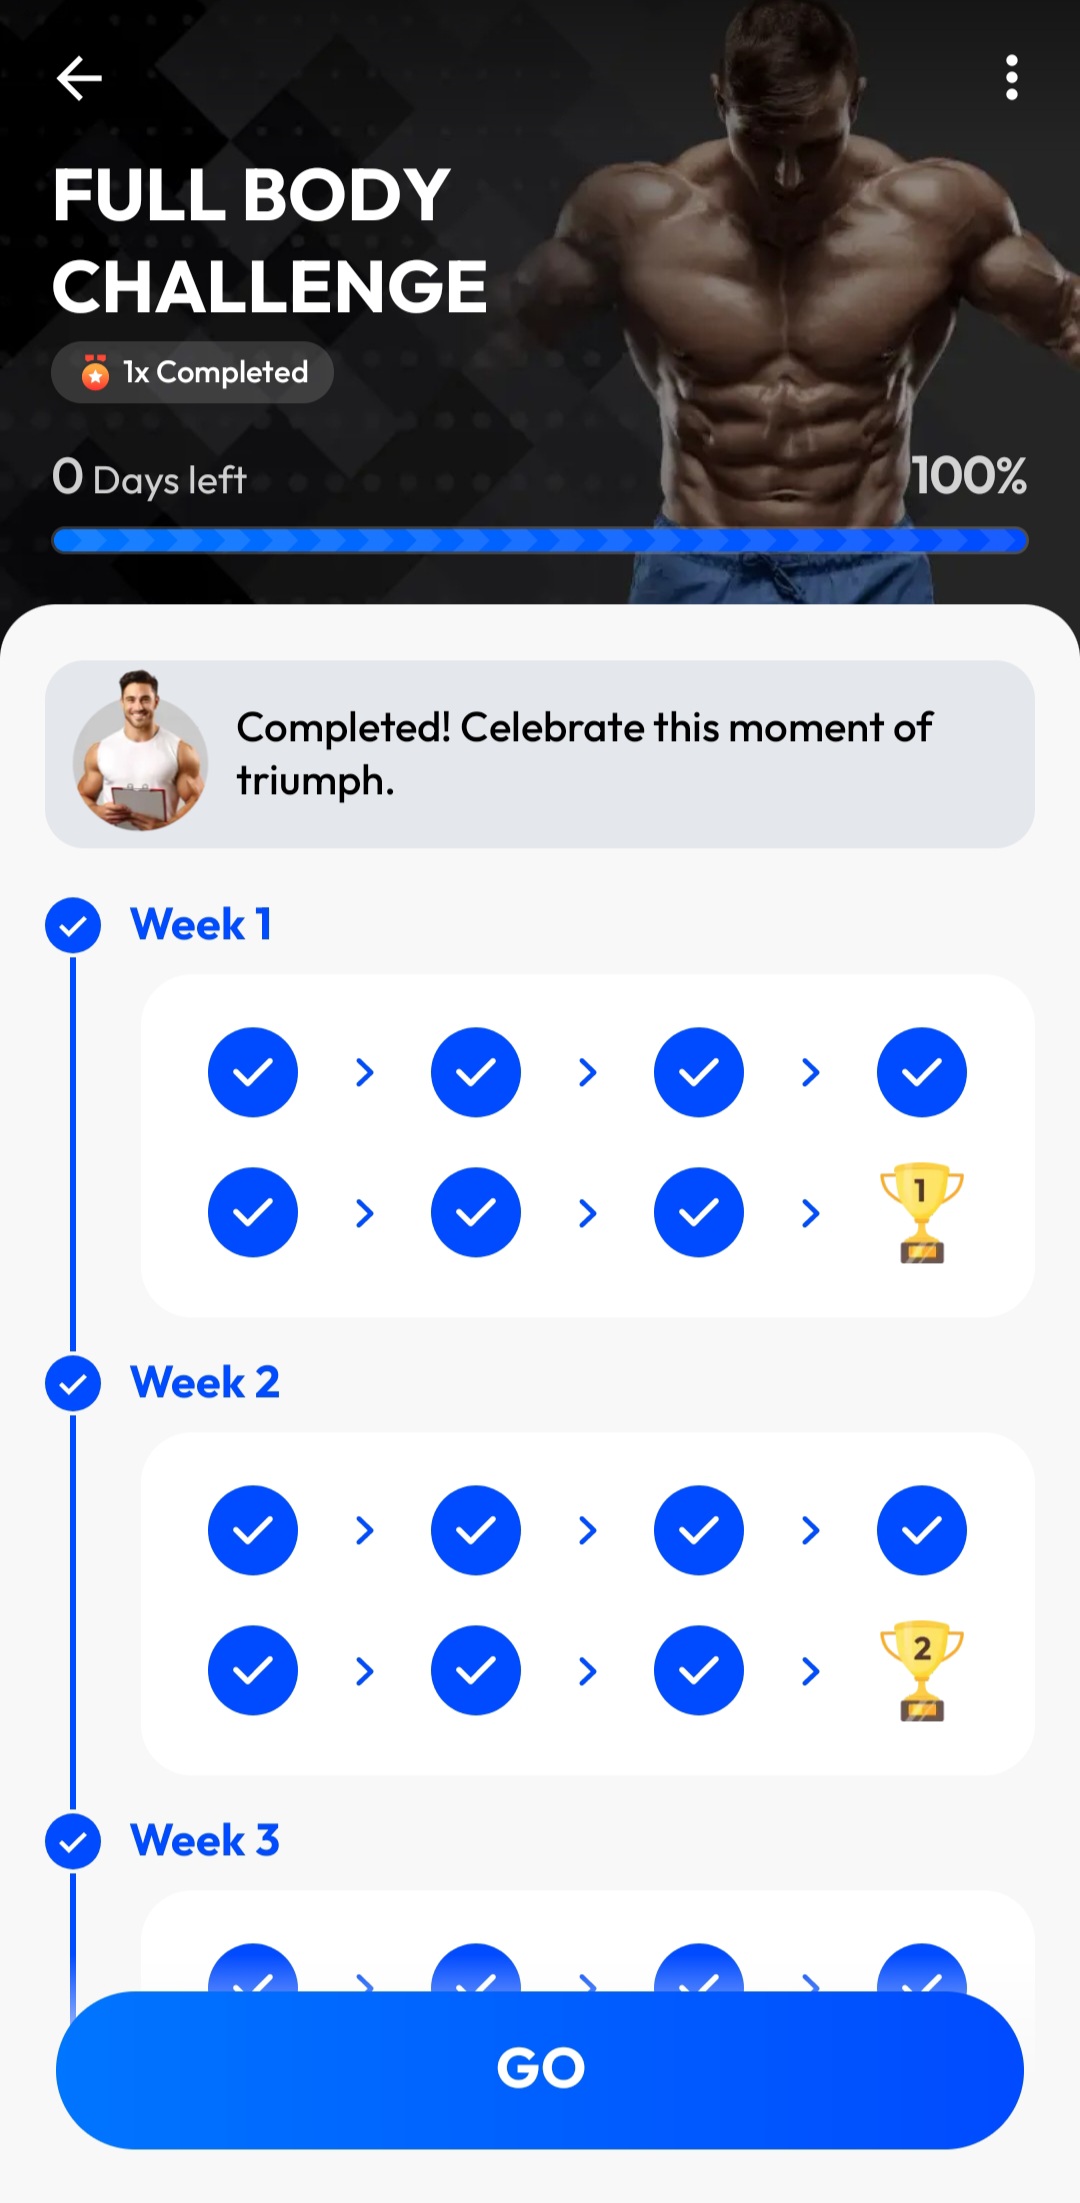 FULL BODY
CHALLENGE
1x Completed
0 Days left
100%
Completed! Celebrate this moment of
triumph.
Week 1
1
Week 2
2
Week 3
GO